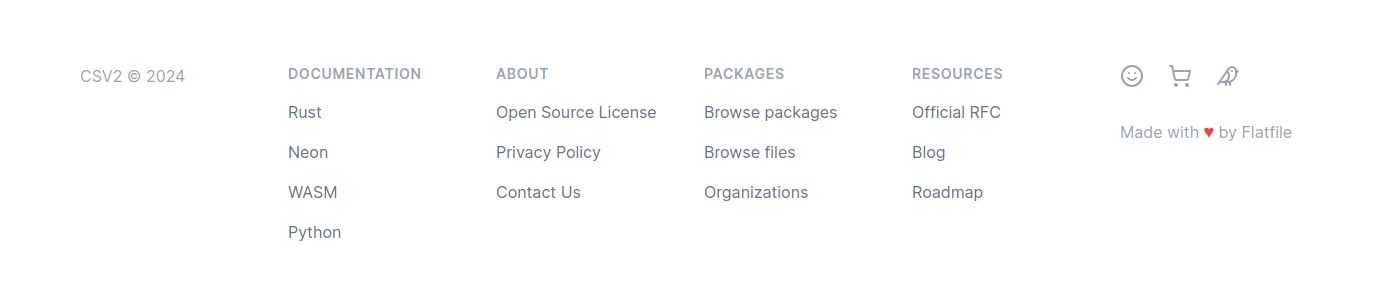 CSV2 © 2024
DOCUMENTATION
Rust
Neon
WASM
Python
ABOUT
Open Source License
Privacy Policy
Contact Us
PACKAGES
Browse packages
Browse files
Organizations
RESOURCES
Official RFC
Blog
Roadmap
Made with ♥ by Flatfile